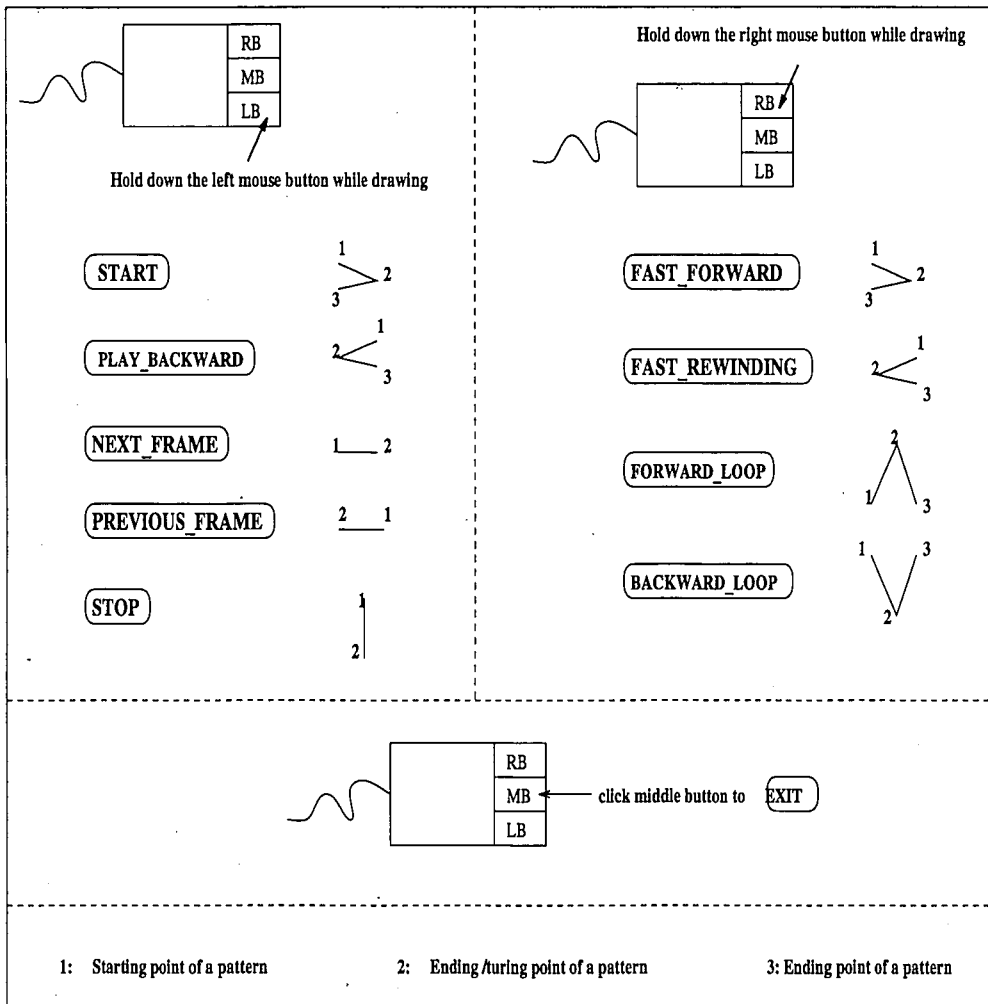 RB
MB
LB
Hold down the left mouse button while drawing
START
1
2
3
PLAY_BACKWARD
1
2
3
NEXT_FRAME
1 2
PREVIOUS_FRAME
2 1
STOP
1
2
Hold down the right mouse button while drawing
RB
MB
LB
FAST_FORWARD
1
2
3
FAST_REWINDING
1
2
3
FORWARD_LOOP
2
1 3
BACKWARD_LOOP
1 3
2
RB
MB
LB
click middle button to EXIT
1: Starting point of a pattern 2: Ending /turing point of a pattern 3: Ending point of a pattern